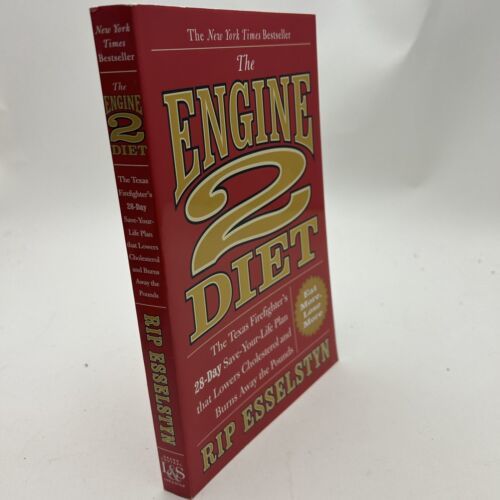 New York
Times
Bestseller
The
ENGINE
2
DIET
The Texas
Firefighter's
28-Day
Save-Your-
Life Plan
that Lowers
Cholesterol
and Burns
Away the
Pounds
RIP ESSELSTYN
L&S
The New York Times Bestseller
The
ENGINE
2
DIET
The Texas Firefighter's
28-Day Save-Your-Life Plan
that Lowers Cholesterol and
Burns Away the Pounds
Eat
More,
Lose
More
RIP ESSELSTYN